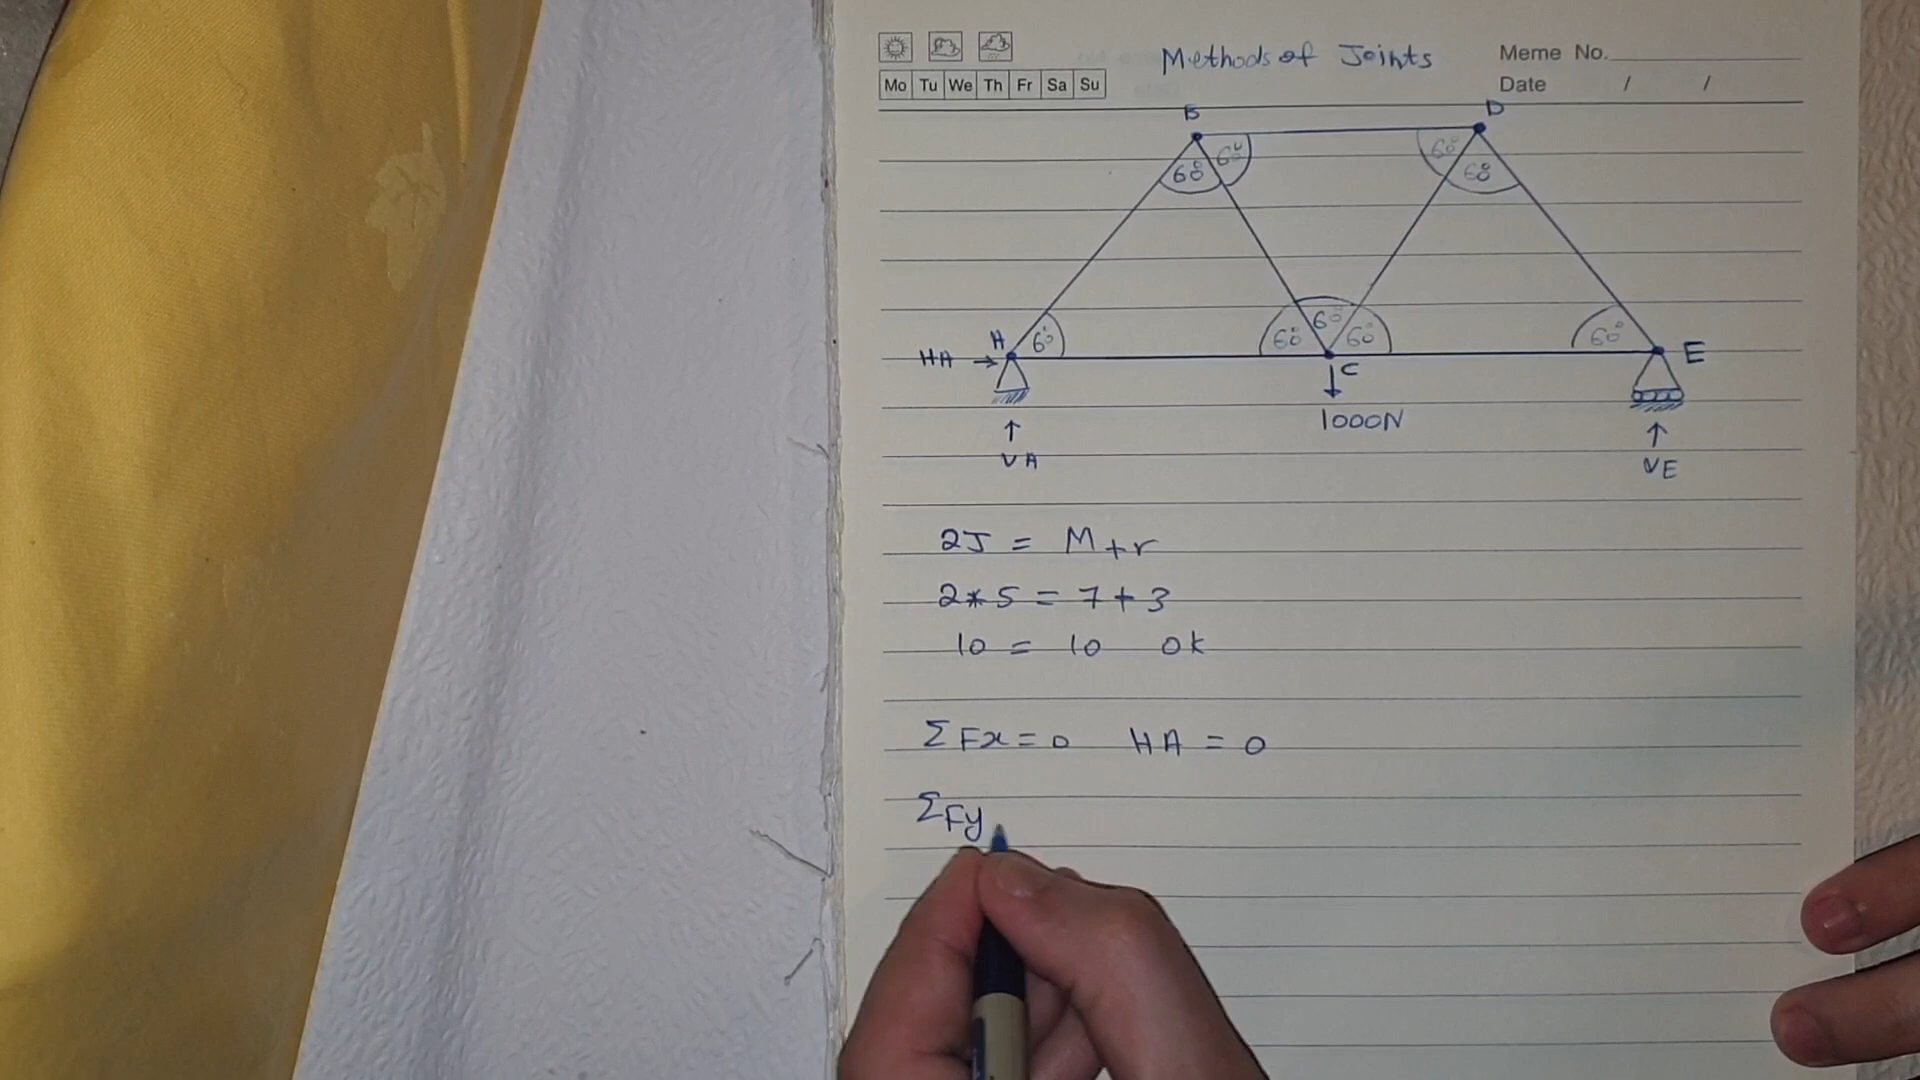 Methods of Joints
Meme No.
Mo Tu We Th Fr Sa Su
Date / /
B D
60° 60° 60° 60°
HA → A 60° 60° 60° 60° 60° E
↓ C
1000N
↑ ↑
VA VE
2J = M+r
2*5 = 7+3
10 = 10 ok
ΣFx = 0 HA = 0
ΣFy